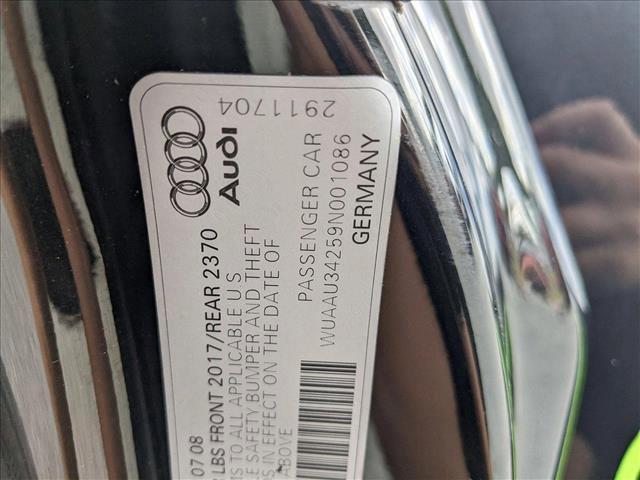 Audi
2911704
07 08
LBS FRONT 2017/REAR 2370
TO ALL APPLICABLE U S
SAFETY BUMPER AND THEFT
IN EFFECT ON THE DATE OF
ABOVE
PASSENGER CAR
WUAAU34259N001086
GERMANY